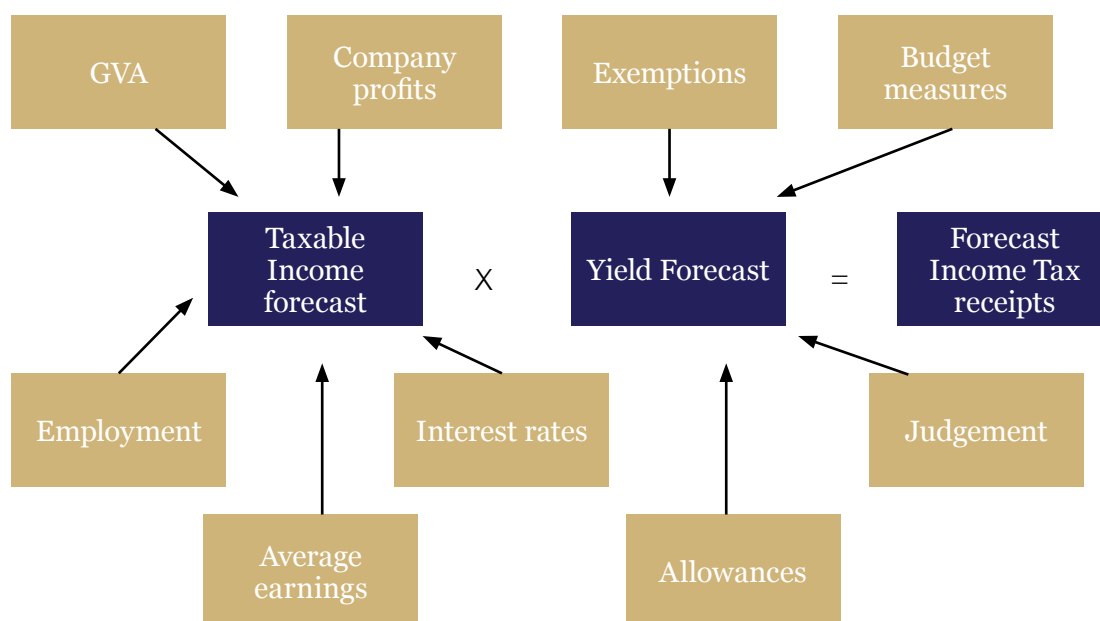 GVA
Company
profits
Exemptions
Budget
measures
Taxable
Income
forecast
X
Yield Forecast
=
Forecast
Income Tax
receipts
Employment
Interest rates
Judgement
Average
earnings
Allowances